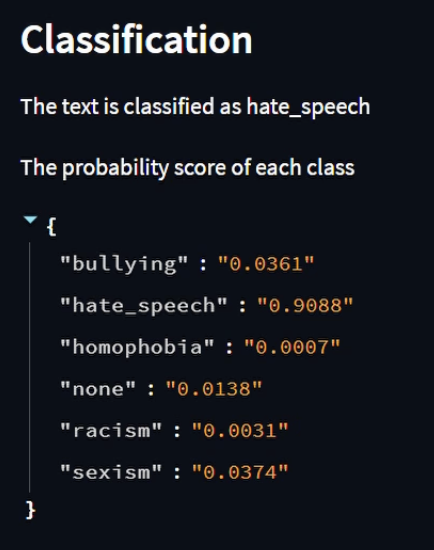 Classification
The text is classified as hate_speech
The probability score of each class
{
"bullying" : "0.0361"
"hate_speech" : "0.9088"
"homophobia" : "0.0007"
"none" : "0.0138"
"racism" : "0.0031"
"sexism" : "0.0374"
}